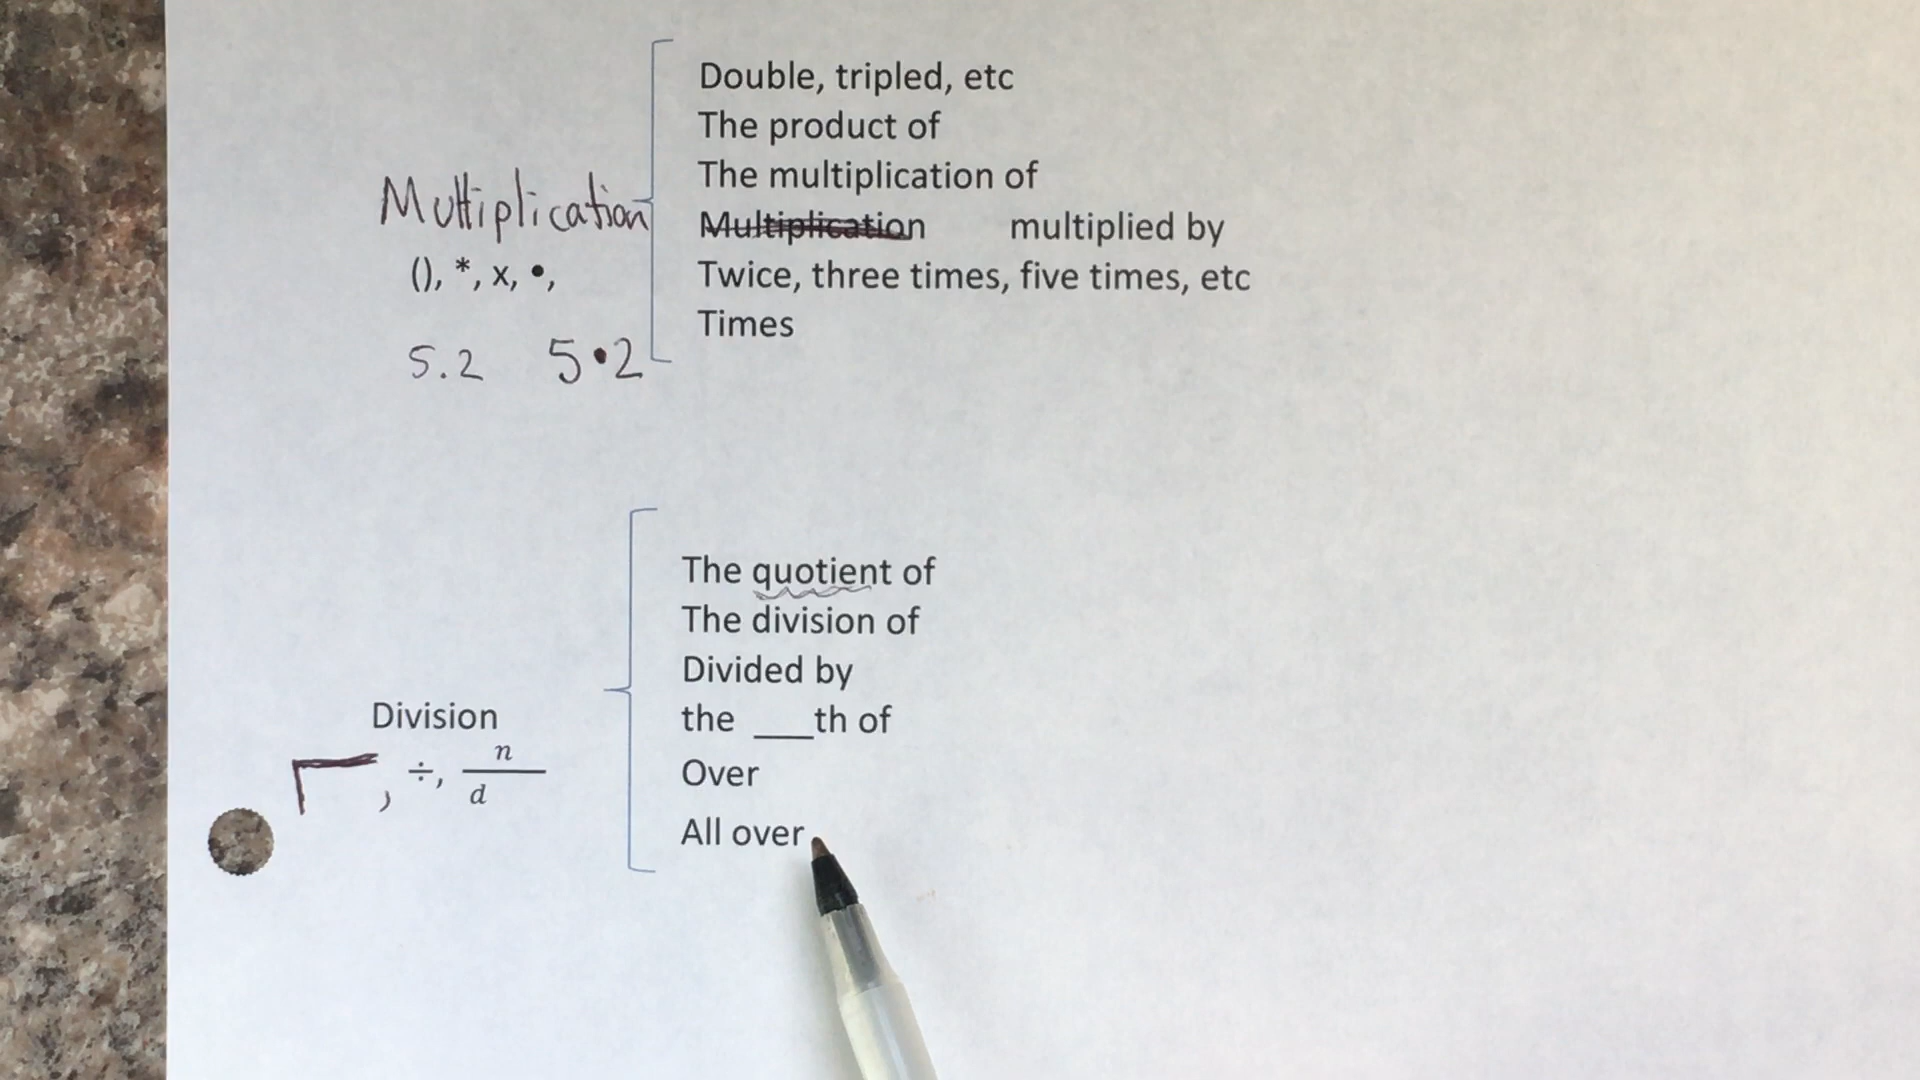 Double, tripled, etc
The product of
The multiplication of
Multiplication multiplied by
Twice, three times, five times, etc
Times
Multiplication
(), *, x, •,
5.2 5•2
The quotient of
The division of
Divided by
the ____th of
Over
All over
Division
, ÷, n
d